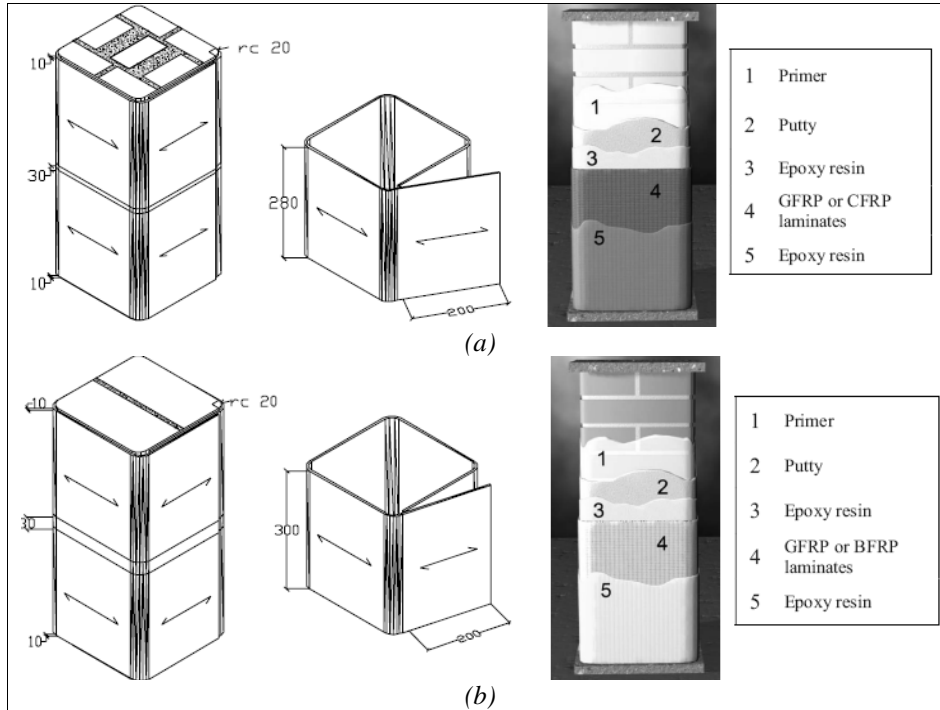 10
rc 20
30
10
280
200
1
2
3
4
5
1 Primer
2 Putty
3 Epoxy resin
4 GFRP or CFRP
laminates
5 Epoxy resin
(a)
10
rc 20
30
10
300
200
1
2
3
4
5
1 Primer
2 Putty
3 Epoxy resin
4 GFRP or BFRP
laminates
5 Epoxy resin
(b)